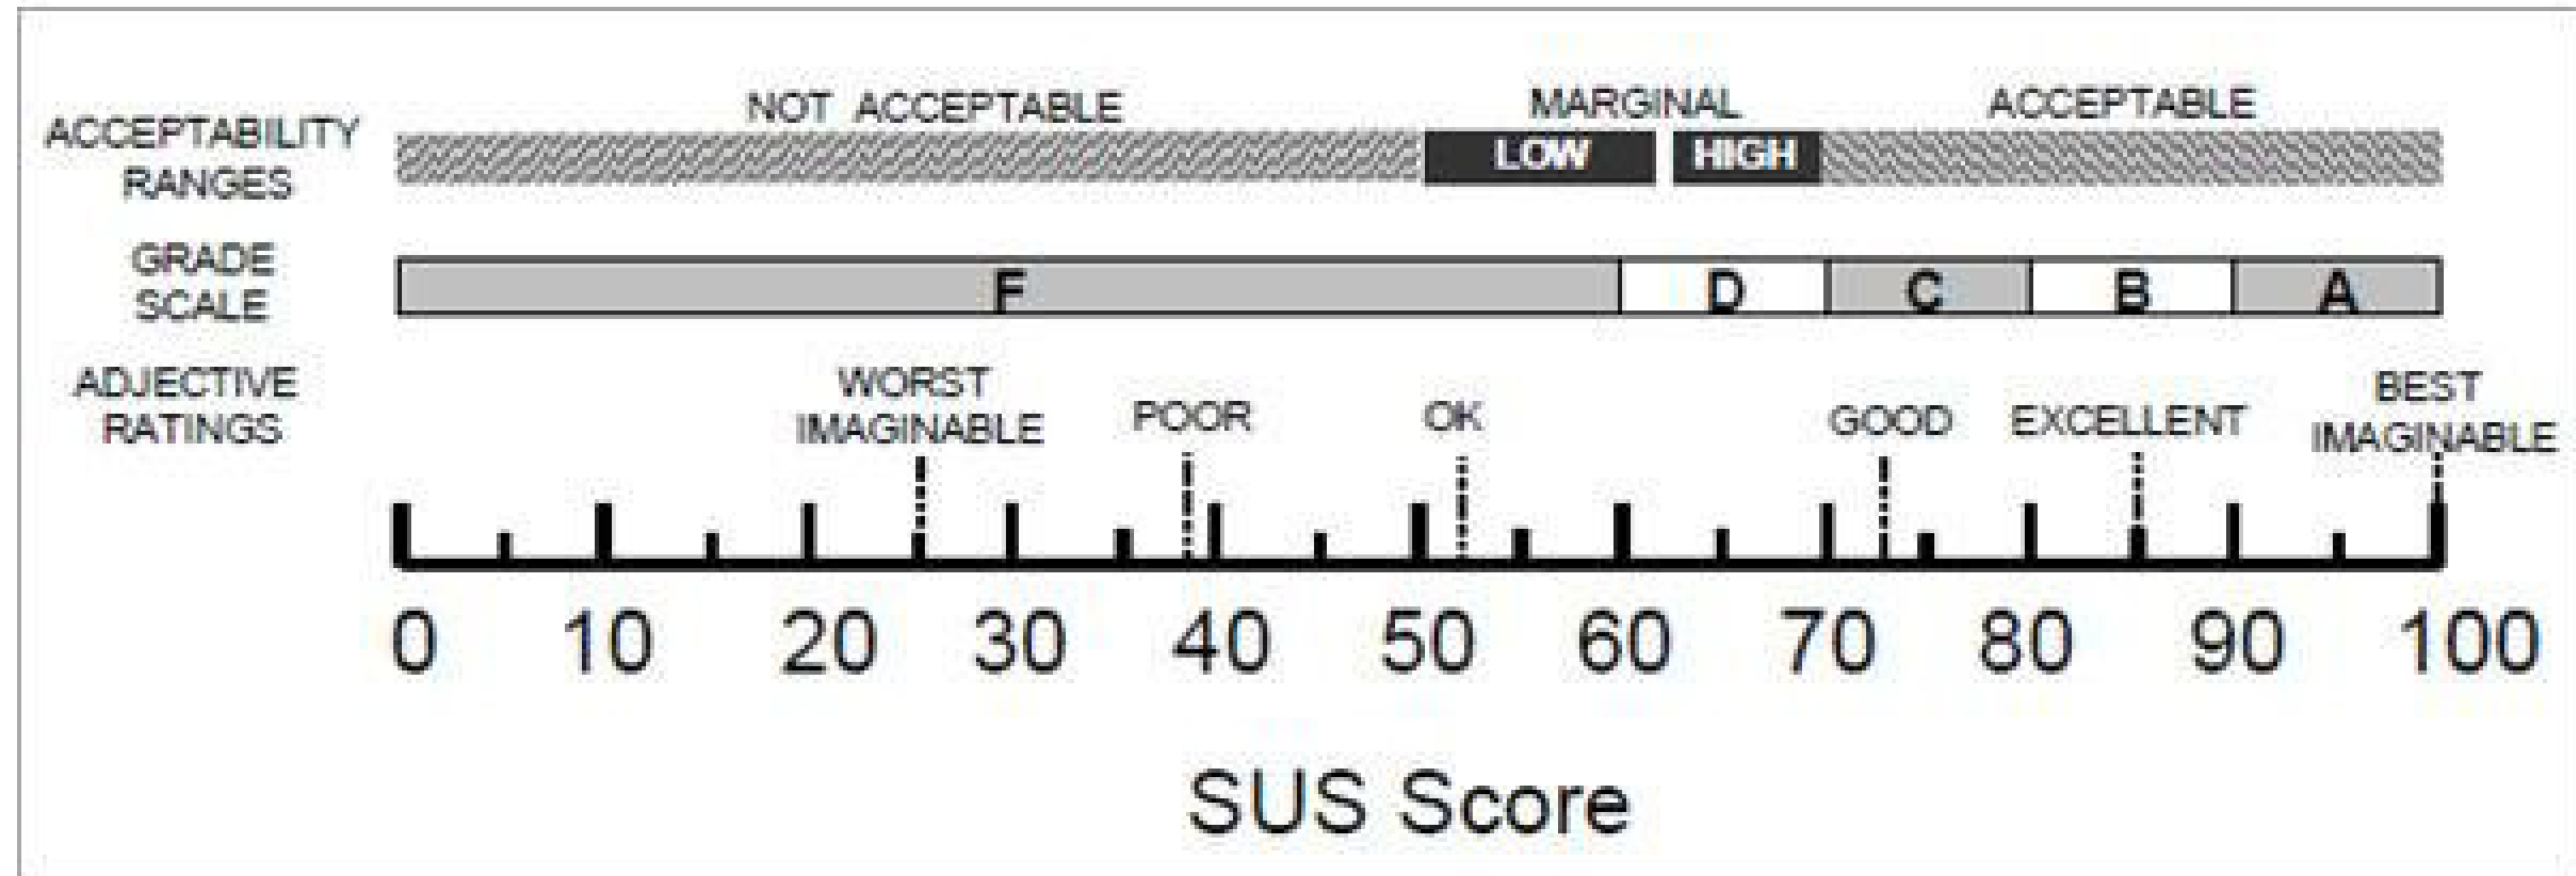 NOT ACCEPTABLE MARGINAL ACCEPTABLE
ACCEPTABILITY
RANGES
LOW HIGH
GRADE
SCALE
F D C B A
ADJECTIVE
RATINGS
WORST
IMAGINABLE
POOR
OK
GOOD
EXCELLENT
BEST
IMAGINABLE
0 10 20 30 40 50 60 70 80 90 100
SUS Score